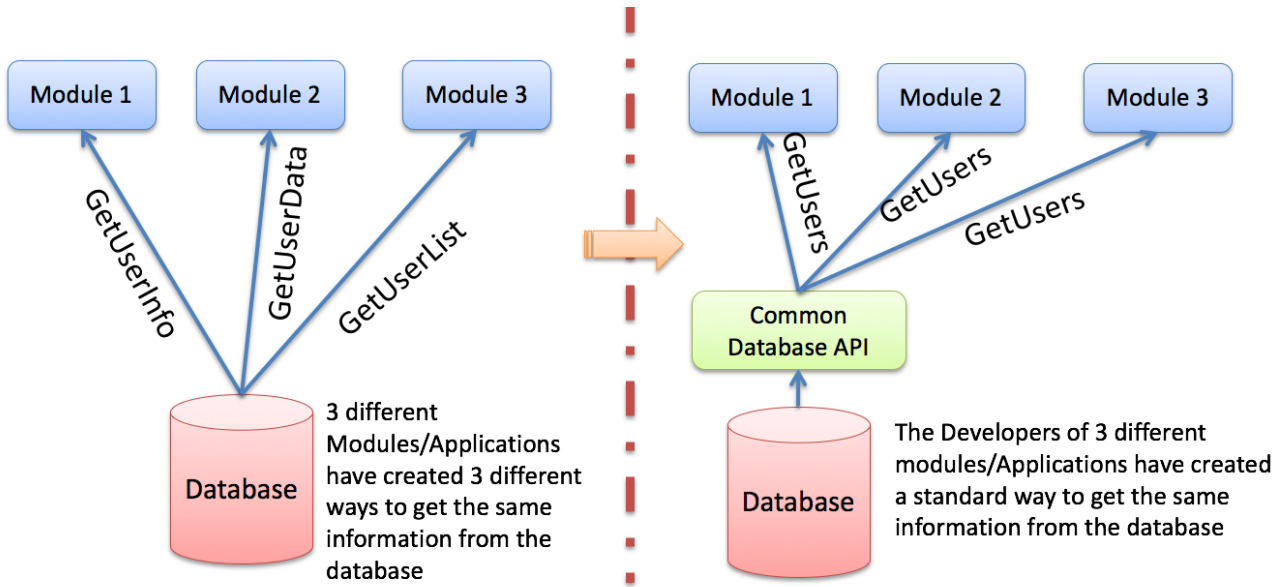 Module 1
Module 2
Module 3
GetUserInfo
GetUserData
GetUserList
Database
3 different
Modules/Applications
have created 3 different
ways to get the same
information from the
database
Module 1
Module 2
Module 3
GetUsers
GetUsers
GetUsers
Common
Database API
Database
The Developers of 3 different
modules/Applications have created
a standard way to get the same
information from the database